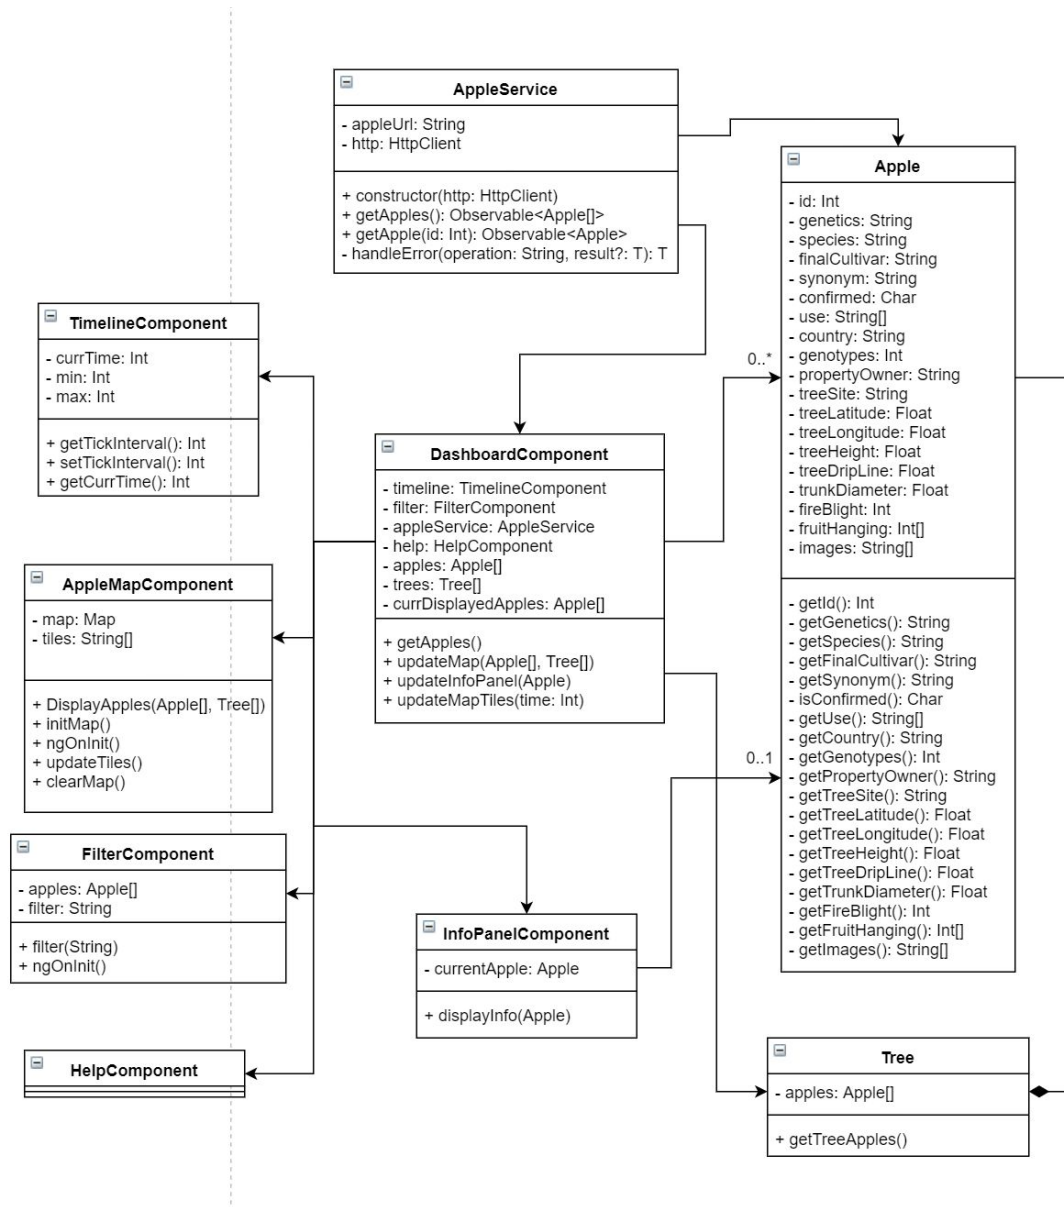 AppleService
- appleUrl: String
- http: HttpClient
+ constructor(http: HttpClient)
+ getApples(): Observable<Apple[]>
+ getApple(id: Int): Observable<Apple>
- handleError(operation: String, result?: T): T
Apple
- id: Int
- genetics: String
- species: String
- finalCultivar: String
- synonym: String
- confirmed: Char
- use: String[]
- country: String
- genotypes: Int
- propertyOwner: String
- treeSite: String
- treeLatitude: Float
- treeLongitude: Float
- treeHeight: Float
- treeDripLine: Float
- trunkDiameter: Float
- fireBlight: Int
- fruitHanging: Int[]
- images: String[]
- getId(): Int
- getGenetics(): String
- getSpecies(): String
- getFinalCultivar(): String
- getSynonym(): String
- isConfirmed(): Char
- getUse(): String[]
- getCountry(): String
- getGenotypes(): Int
- getPropertyOwner(): String
- getTreeSite(): String
- getTreeLatitude(): Float
- getTreeLongitude(): Float
- getTreeHeight(): Float
- getTreeDripLine(): Float
- getTrunkDiameter(): Float
- getFireBlight(): Int
- getFruitHanging(): Int[]
- getImages(): String[]
TimelineComponent
- currTime: Int
- min: Int
- max: Int
+ getTickInterval(): Int
+ setTickInterval(): Int
+ getCurrTime(): Int
0..*
DashboardComponent
- timeline: TimelineComponent
- filter: FilterComponent
- appleService: AppleService
- help: HelpComponent
- apples: Apple[]
- trees: Tree[]
- currDisplayedApples: Apple[]
+ getApples()
+ updateMap(Apple[], Tree[])
+ updateInfoPanel(Apple)
+ updateMapTiles(time: Int)
AppleMapComponent
- map: Map
- tiles: String[]
+ DisplayApples(Apple[], Tree[])
+ initMap()
+ ngOnInit()
+ updateTiles()
+ clearMap()
0..1
FilterComponent
- apples: Apple[]
- filter: String
+ filter(String)
+ ngOnInit()
InfoPanelComponent
- currentApple: Apple
+ displayInfo(Apple)
HelpComponent
Tree
- apples: Apple[]
+ getTreeApples()